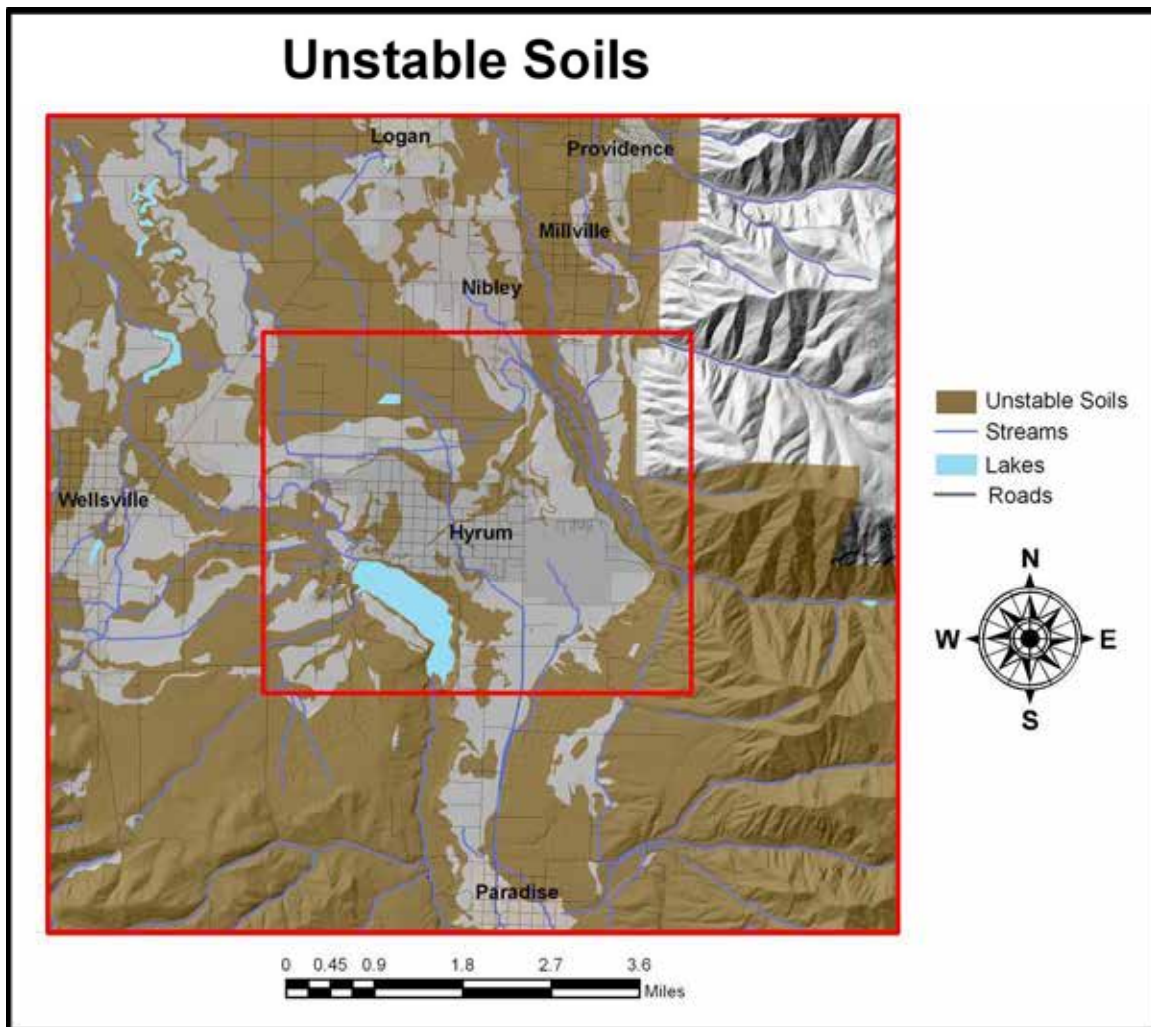 Unstable Soils
Logan
Providence
Millville
Nibley
Wellsville
Hyrum
Paradise
Unstable Soils
Streams
Lakes
Roads
N
W E
S
0 0.45 0.9 1.8 2.7 3.6
Miles